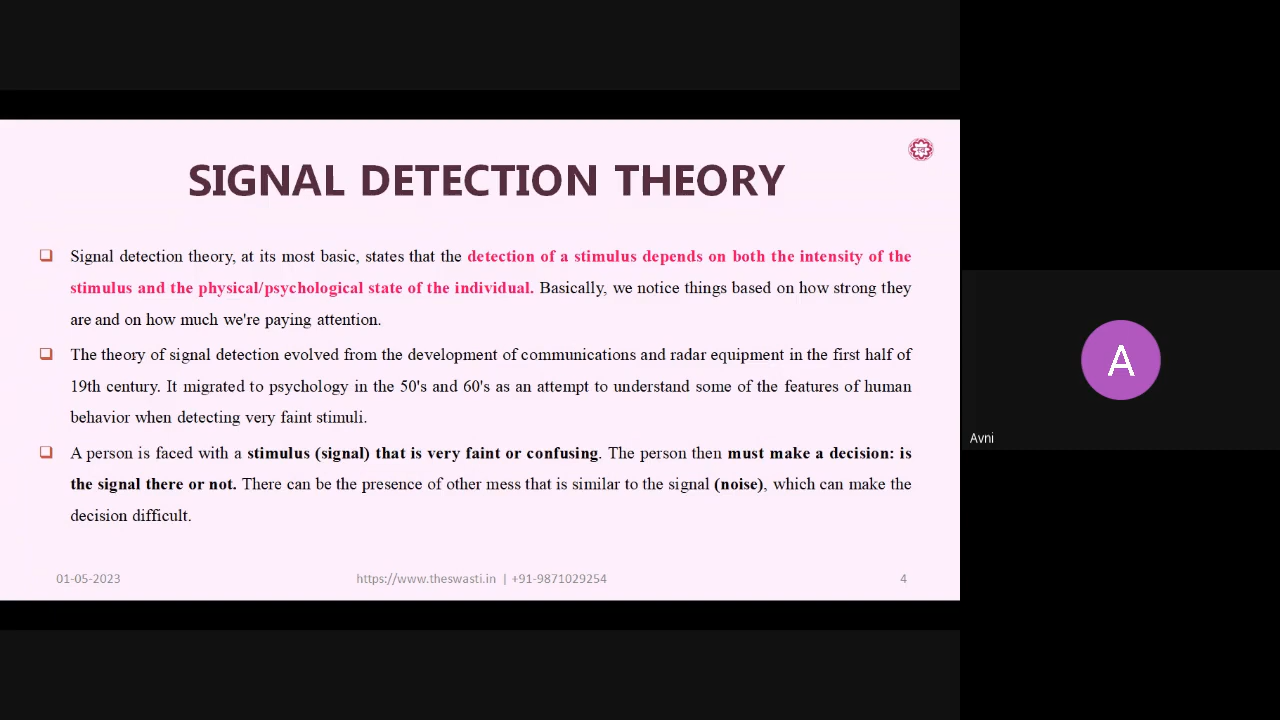 SIGNAL DETECTION THEORY
Signal detection theory, at its most basic, states that the detection of a stimulus depends on both the intensity of the
stimulus and the physical/psychological state of the individual. Basically, we notice things based on how strong they
are and on how much we're paying attention.
The theory of signal detection evolved from the development of communications and radar equipment in the first half of
19th century. It migrated to psychology in the 50's and 60's as an attempt to understand some of the features of human
behavior when detecting very faint stimuli.
A person is faced with a stimulus (signal) that is very faint or confusing. The person then must make a decision: is
the signal there or not. There can be the presence of other mess that is similar to the signal (noise), which can make the
decision difficult.
01-05-2023 https://www.theswasti.in | +91-9871029254 4
A
Avni